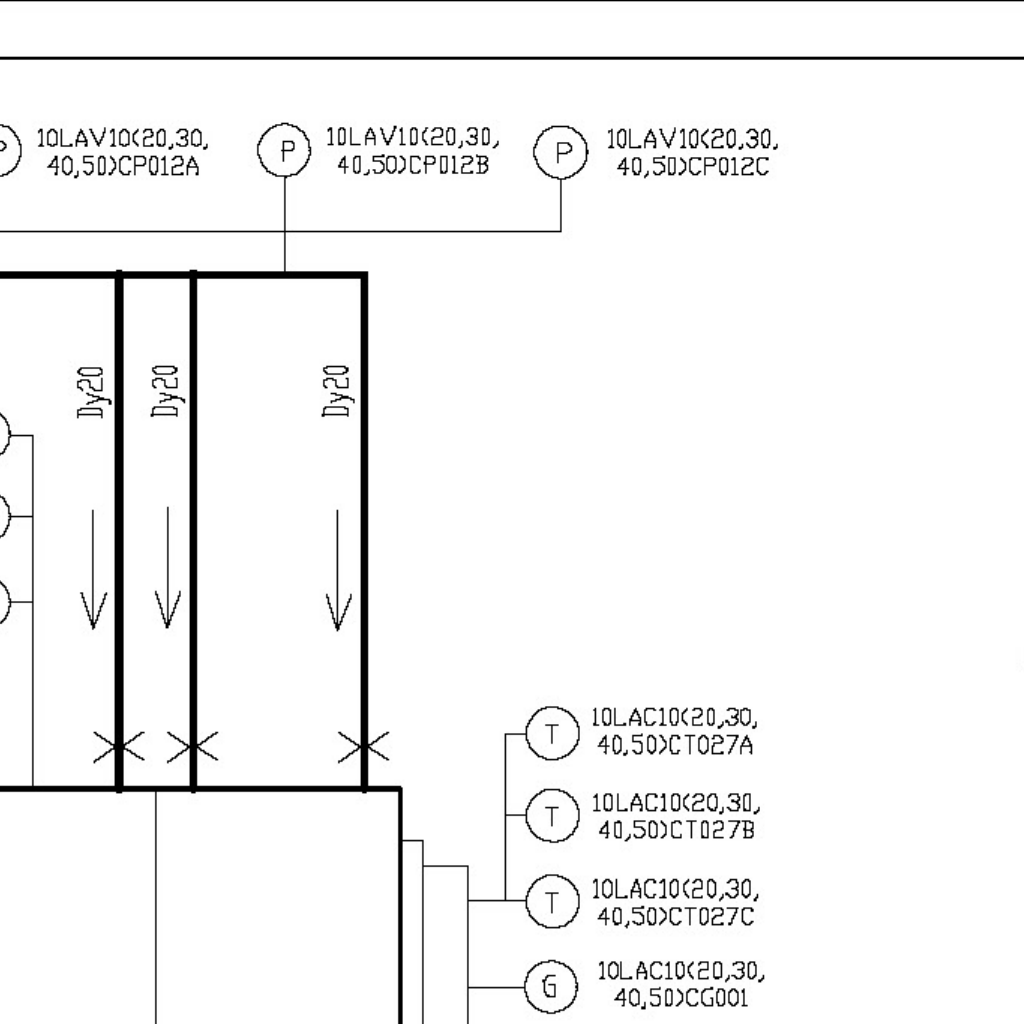 P
10LAV10(20,30,
40,50)CP012A
P
10LAV10(20,30,
40,50)CP012B
P
10LAV10(20,30,
40,50)CP012C
Dy20
Dy20
Dy20
T
10LAC10(20,30,
40,50)CT027A
T
10LAC10(20,30,
40,50)CT027B
T
10LAC10(20,30,
40,50)CT027C
G
10LAC10(20,30,
40,50)CG001